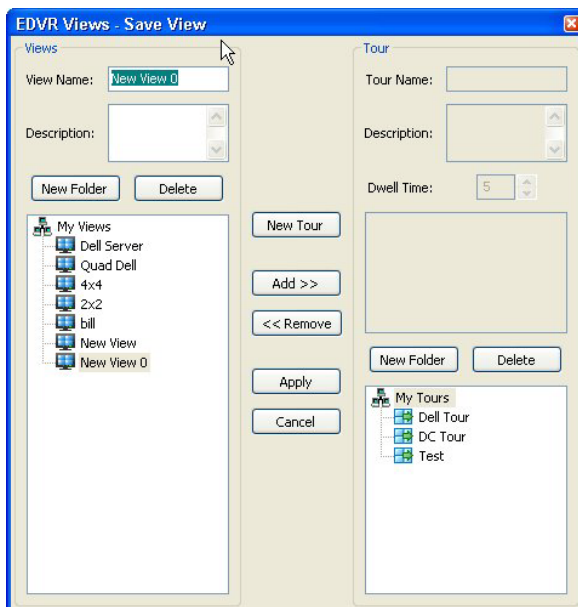 EDVR Views - Save View
Views
View Name: New View 0
Description:
New Folder Delete
My Views
Dell Server
Quad Dell
4x4
2x2
bill
New View
New View 0
New Tour
Add >>
<< Remove
Apply
Cancel
Tour
Tour Name:
Description:
Dwell Time: 5
New Folder Delete
My Tours
Dell Tour
DC Tour
Test